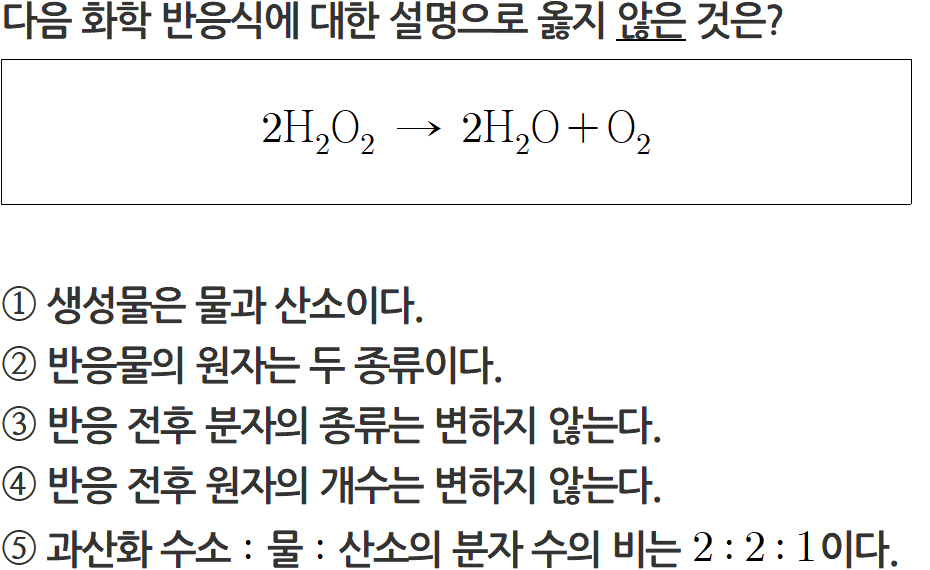 다음 화학 반응식에 대한 설명으로 옳지 않은 것은?
2H₂O₂ → 2H₂O + O₂
① 생성물은 물과 산소이다.
② 반응물의 원자는 두 종류이다.
③ 반응 전후 분자의 종류는 변하지 않는다.
④ 반응 전후 원자의 개수는 변하지 않는다.
⑤ 과산화 수소 : 물 : 산소의 분자 수의 비는 2 : 2 : 1이다.